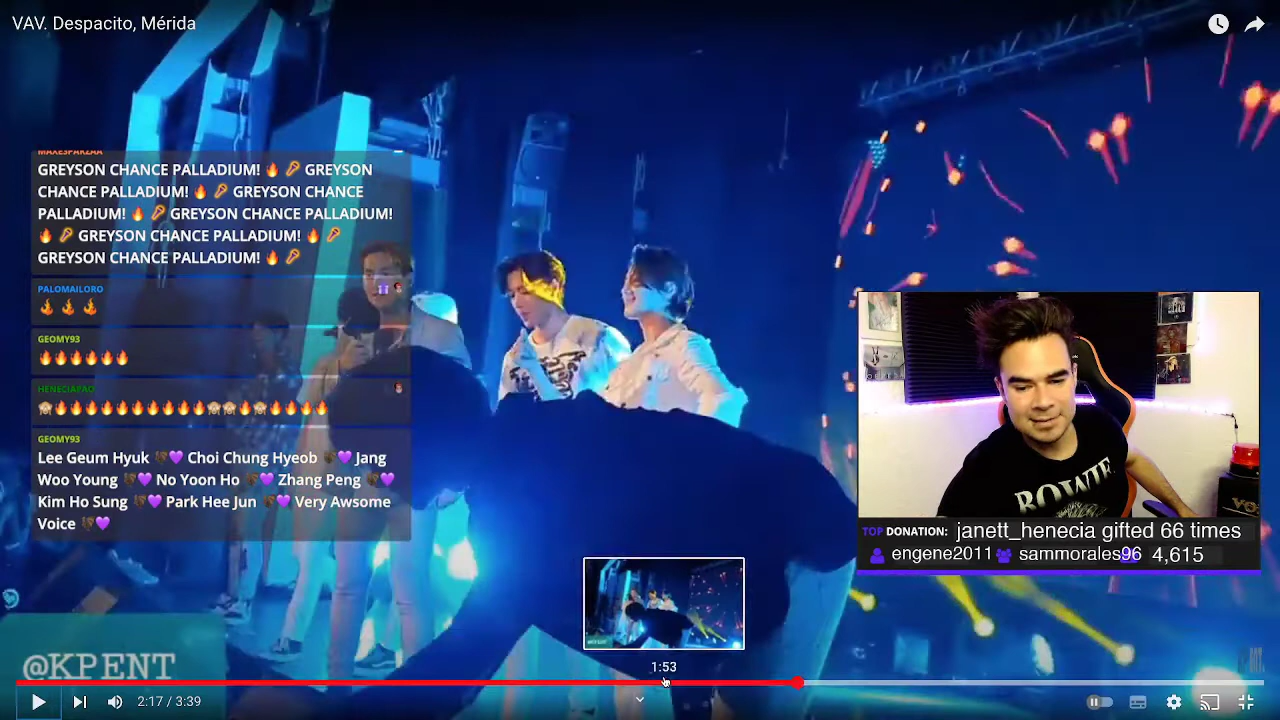 VAV. Despacito, Mérida
MAXESPARZAA
GREYSON CHANCE PALLADIUM! 🔥 🎤 GREYSON
CHANCE PALLADIUM! 🔥 🎤 GREYSON CHANCE
PALLADIUM! 🔥 🎤 GREYSON CHANCE PALLADIUM!
🔥 🎤 GREYSON CHANCE PALLADIUM! 🔥 🎤
GREYSON CHANCE PALLADIUM! 🔥 🎤
PALOMAILORO
GEOMY93
HENECIAPAO
GEOMY93
Lee Geum Hyuk 💜 Choi Chung Hyeob 💜 Jang
Woo Young 💜 No Yoon Ho 💜 Zhang Peng 💜
Kim Ho Sung 💜 Park Hee Jun 💜 Very Awsome
Voice 💜
BOWIE
TOP DONATION: janett_henecia gifted 66 times
engene2011 sammorales96 4,615
1:53
@KPENT
2:17 / 3:39